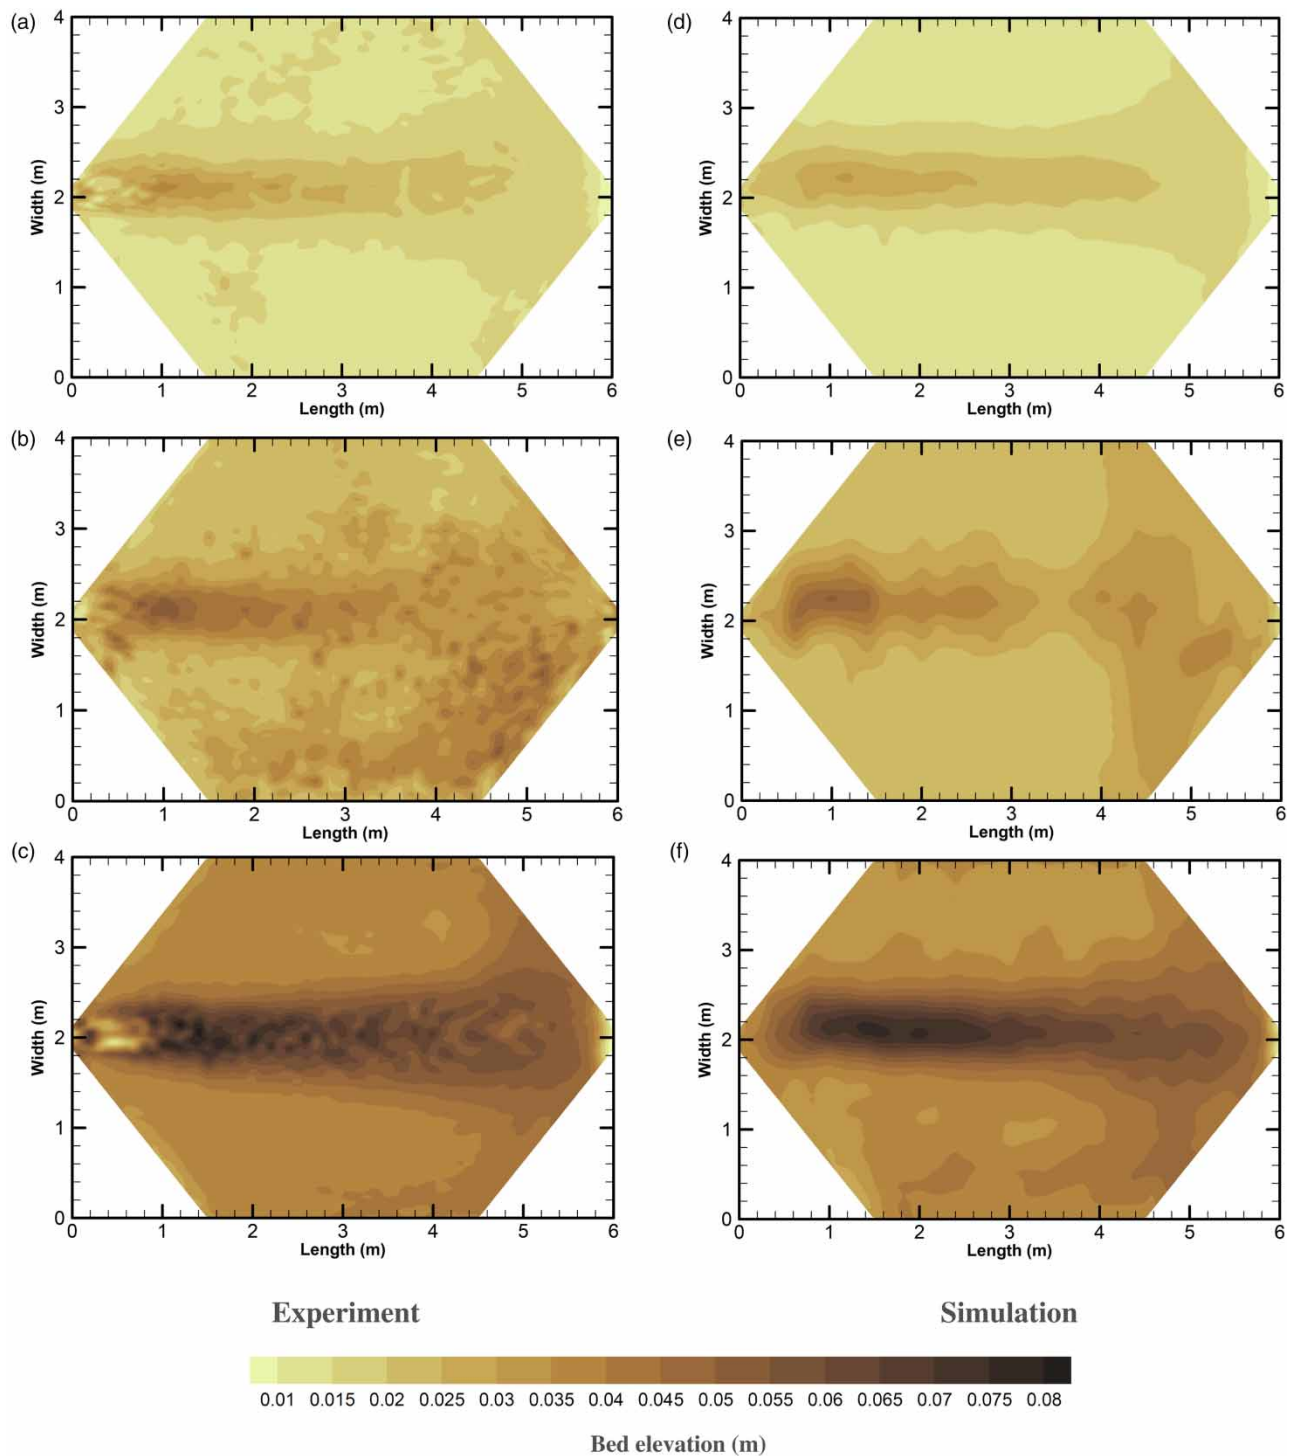 (a)
4
3
2
1
0
Width (m)
0 1 2 3 4 5 6
Length (m)
(d)
4
3
2
1
0
Width (m)
0 1 2 3 4 5 6
Length (m)
(b)
4
3
2
1
0
Width (m)
0 1 2 3 4 5 6
Length (m)
(e)
4
3
2
1
0
Width (m)
0 1 2 3 4 5 6
Length (m)
(c)
4
3
2
1
0
Width (m)
0 1 2 3 4 5 6
Length (m)
(f)
4
3
2
1
0
Width (m)
0 1 2 3 4 5 6
Length (m)
Experiment
Simulation
0.01 0.015 0.02 0.025 0.03 0.035 0.04 0.045 0.05 0.055 0.06 0.065 0.07 0.075 0.08
Bed elevation (m)